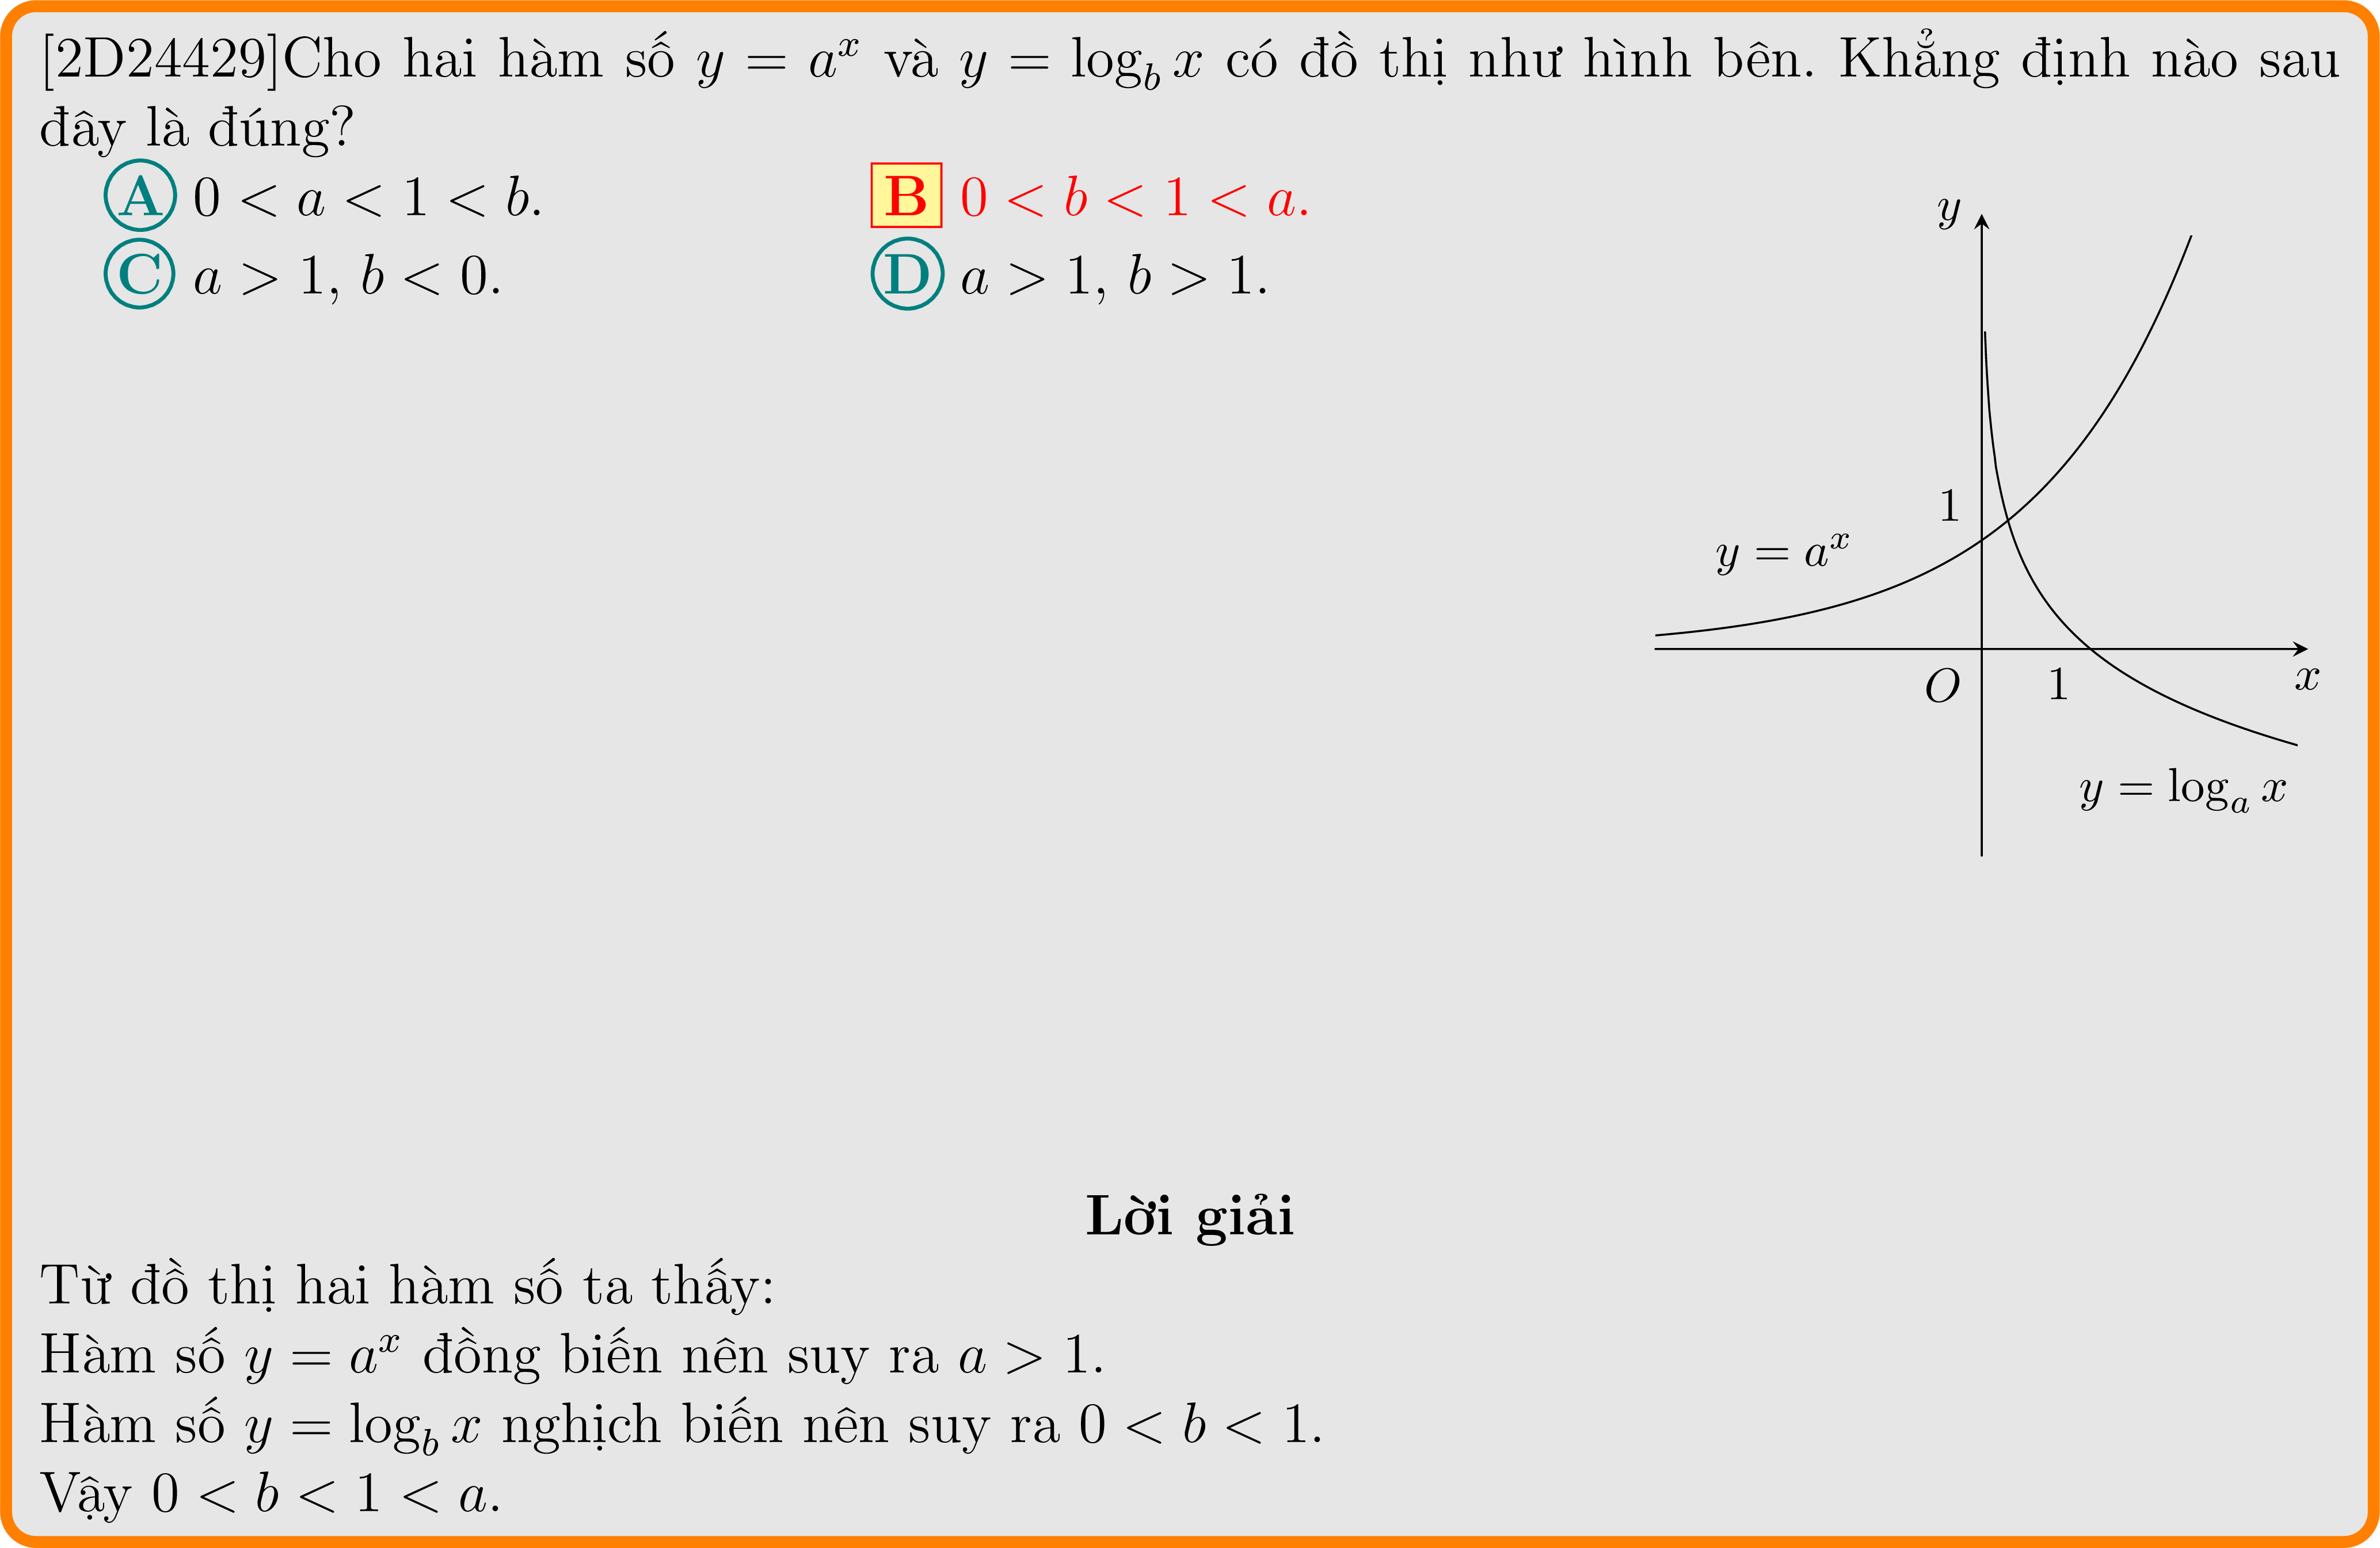 [2D24429]Cho hai hàm số y = a^x và y = log_b x có đồ thị như hình bên. Khẳng định nào sau
đây là đúng?
A 0 < a < 1 < b.
B 0 < b < 1 < a.
C a > 1, b < 0.
D a > 1, b > 1.
y
1
y = a^x
O
1
x
y = log_a x
Lời giải
Từ đồ thị hai hàm số ta thấy:
Hàm số y = a^x đồng biến nên suy ra a > 1.
Hàm số y = log_b x nghịch biến nên suy ra 0 < b < 1.
Vậy 0 < b < 1 < a.